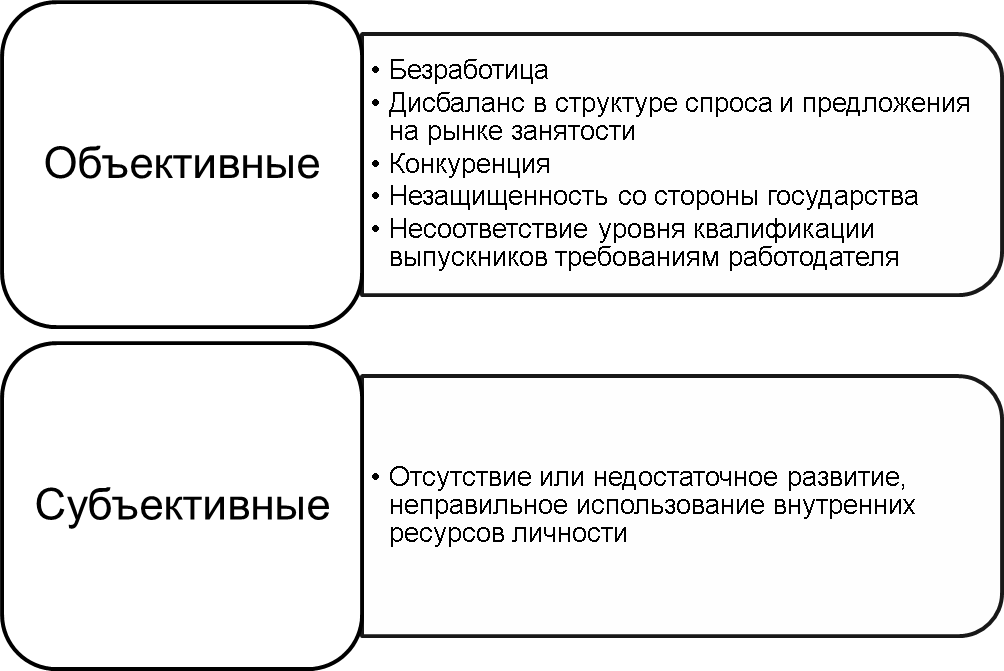 Объективные
• Безработица
• Дисбаланс в структуре спроса и предложения
на рынке занятости
• Конкуренция
• Незащищенность со стороны государства
• Несоответствие уровня квалификации
выпускников требованиям работодателя
Субъективные
• Отсутствие или недостаточное развитие,
неправильное использование внутренних
ресурсов личности